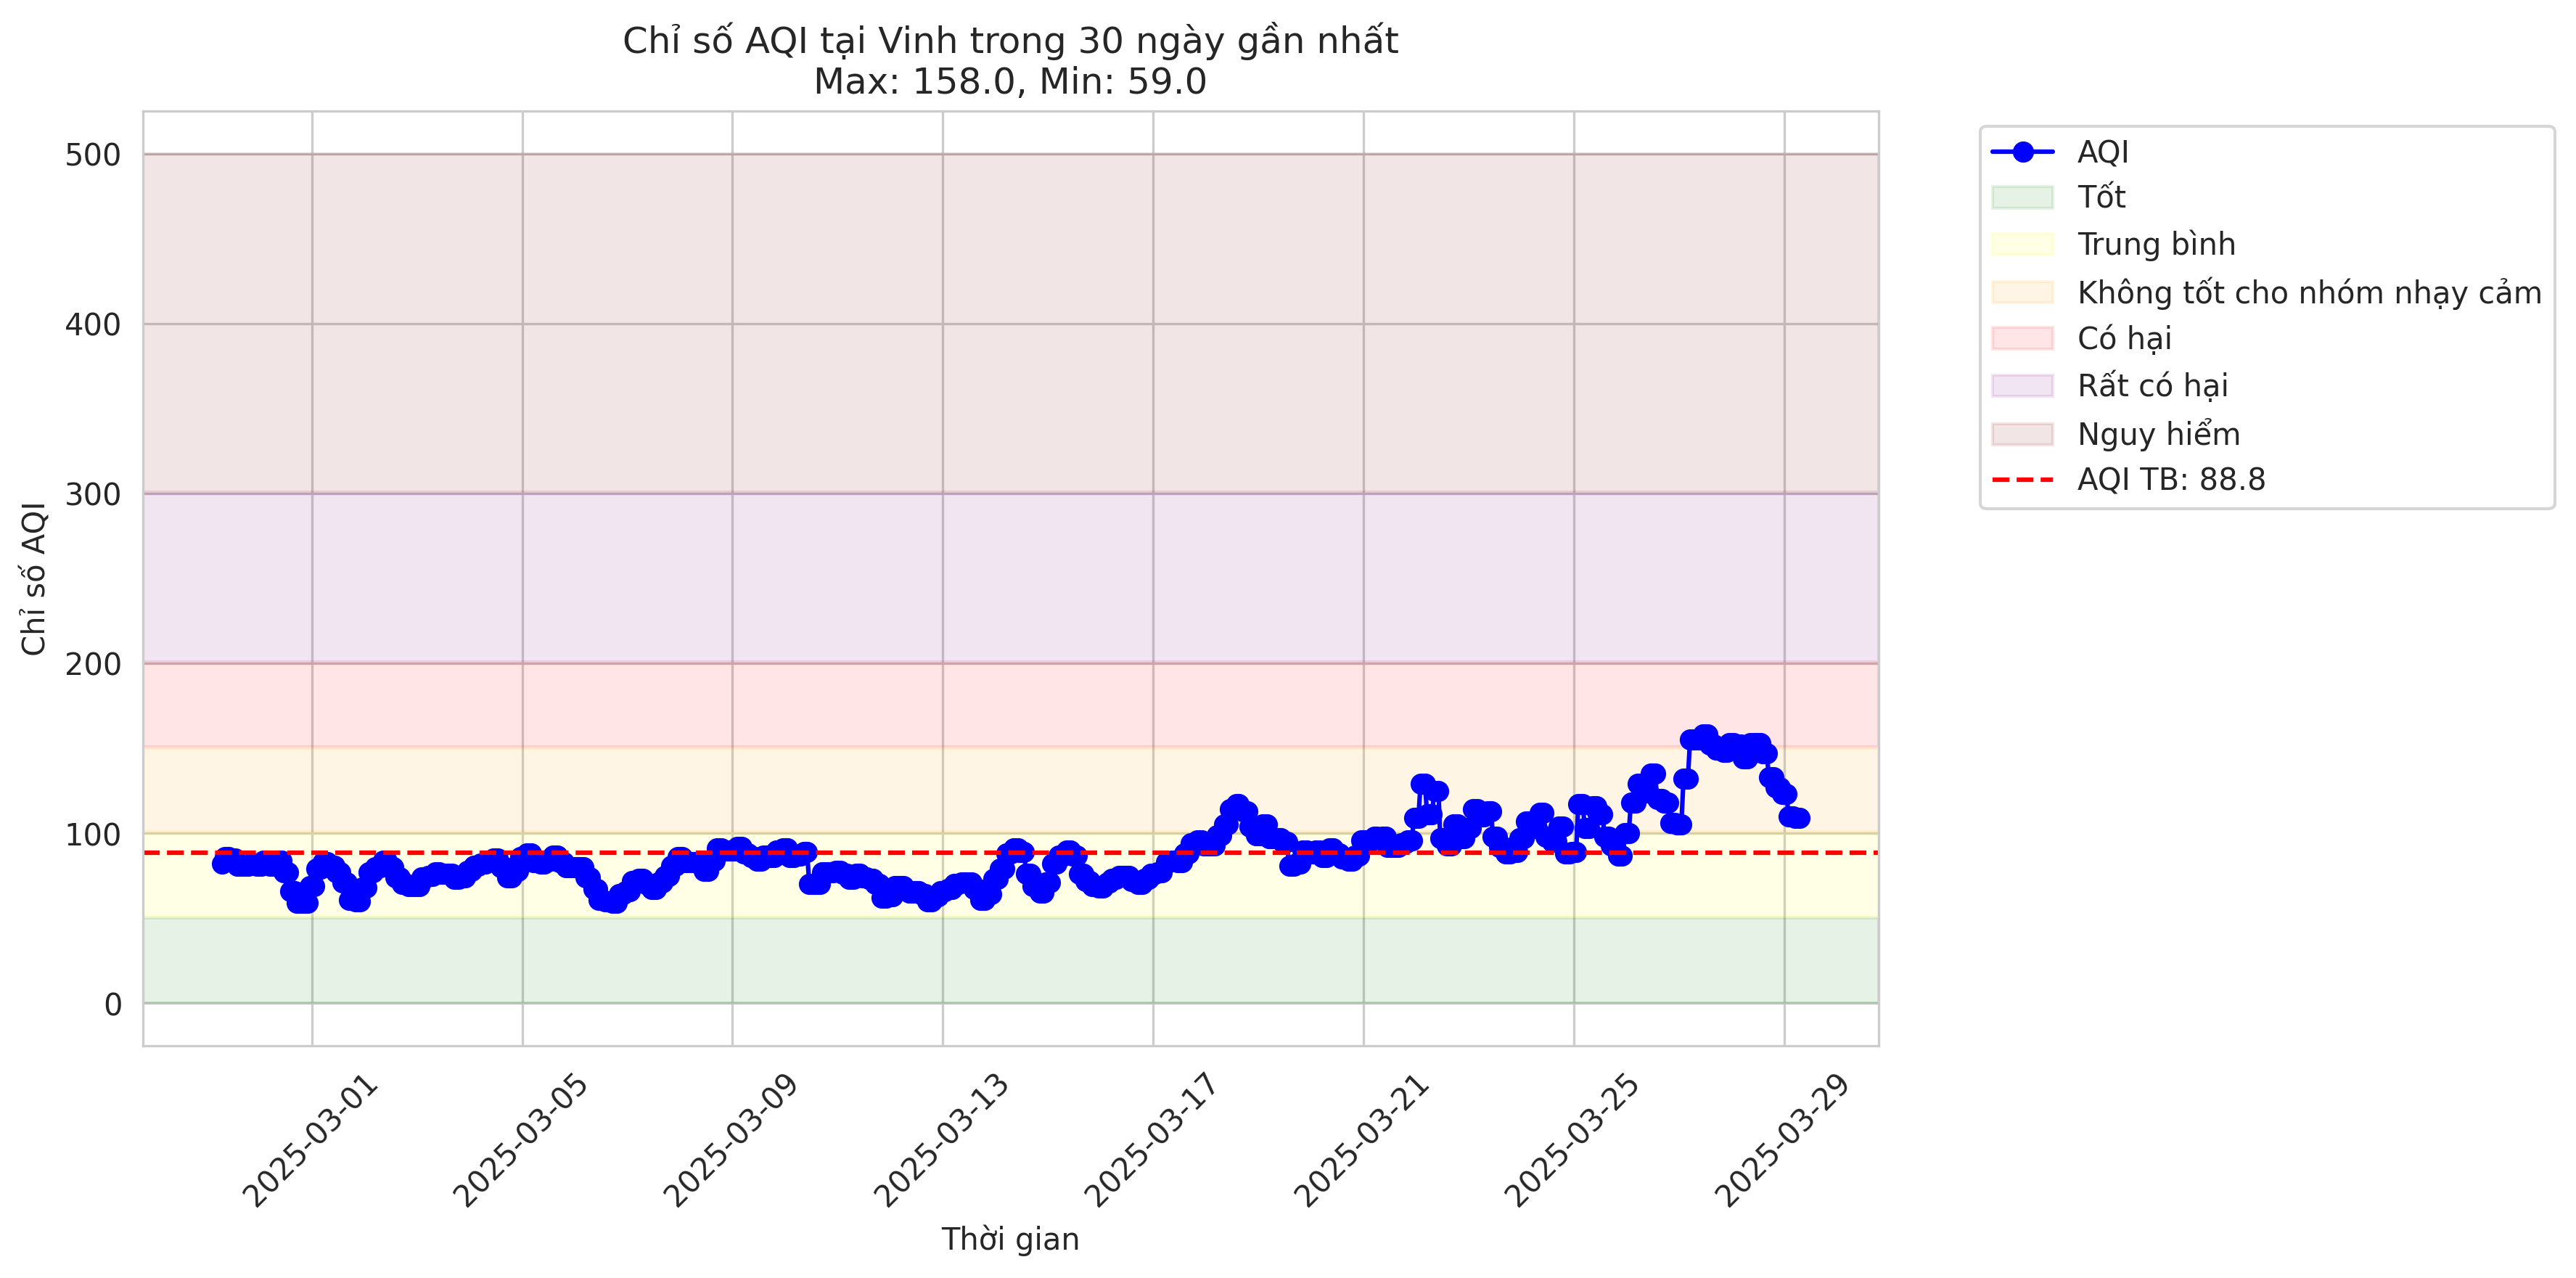 Chỉ số AQI tại Vinh trong 30 ngày gần nhất
Max: 158.0, Min: 59.0
Chỉ số AQI
500
400
300
200
100
0
2025-03-01
2025-03-05
2025-03-09
2025-03-13
2025-03-17
2025-03-21
2025-03-25
2025-03-29
Thời gian
AQI
Tốt
Trung bình
Không tốt cho nhóm nhạy cảm
Có hại
Rất có hại
Nguy hiểm
AQI TB: 88.8